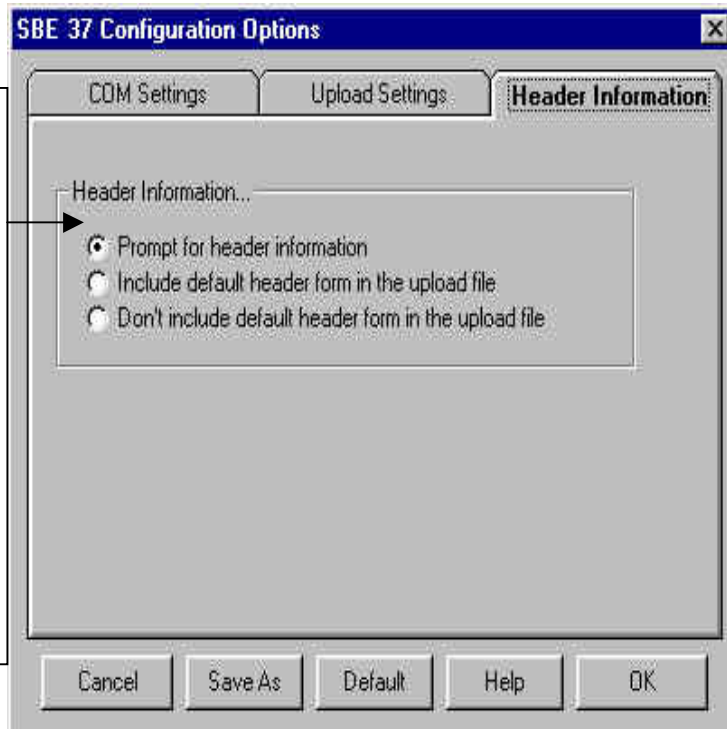 SBE 37 Configuration Options
COM Settings
Upload Settings
Header Information
Header Information...
Prompt for header information
Include default header form in the upload file
Don't include default header form in the upload file
Cancel
Save As
Default
Help
OK